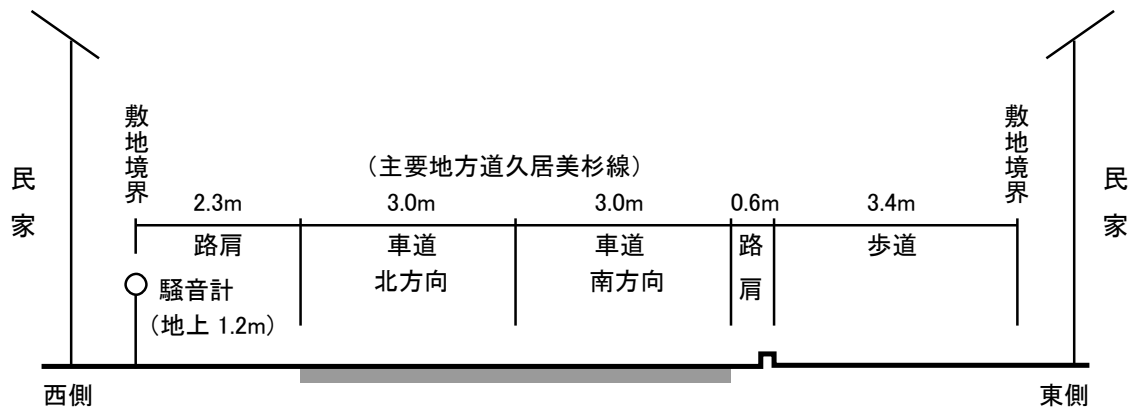 敷地境界
敷地境界
(主要地方道久居美杉線)
民家
民家
2.3m
3.0m
3.0m
0.6m
3.4m
路肩
車道
北方向
車道
南方向
路肩
歩道
騒音計
(地上 1.2m)
西側
東側